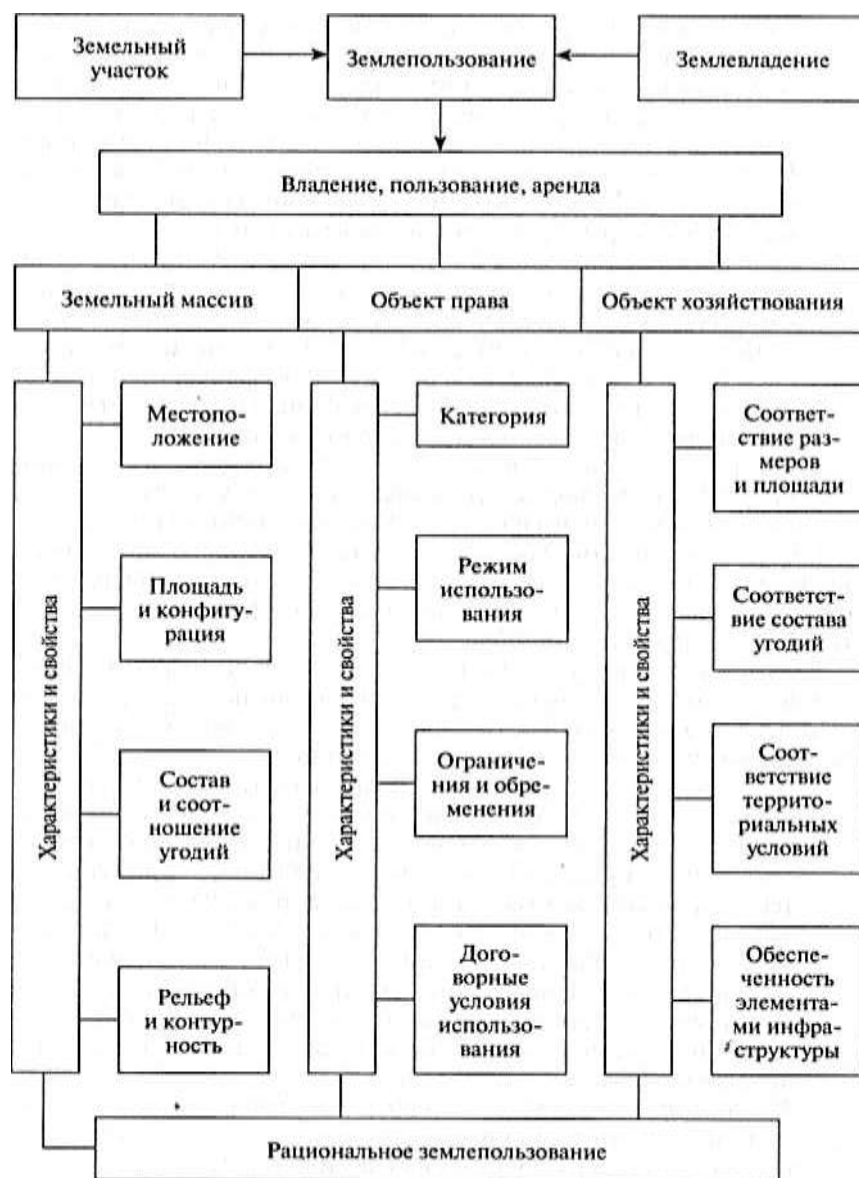 Земельный
участок
Землепользование
Землевладение
Владение, пользование, аренда
Земельный массив
Объект права
Объект хозяйствования
Характеристики и свойства
Местопо-
ложение
Площадь
и конфигу-
рация
Состав
и соот-
ношение
угодий
Рельеф
и контур-
ность
Характеристики и свойства
Категория
Режим
использо-
вания
Ограниче-
ния и обре-
менения
Дого-
ворные
условия
использо-
вания
Характеристики и свойства
Соответ-
ствие раз-
меров
и площади
Соответст-
вие состава
угодий
Соот-
ветствие
террито-
риальных
условий
Обеспе-
ченность
элемента-
ми инфра-
структуры
Рациональное землепользование